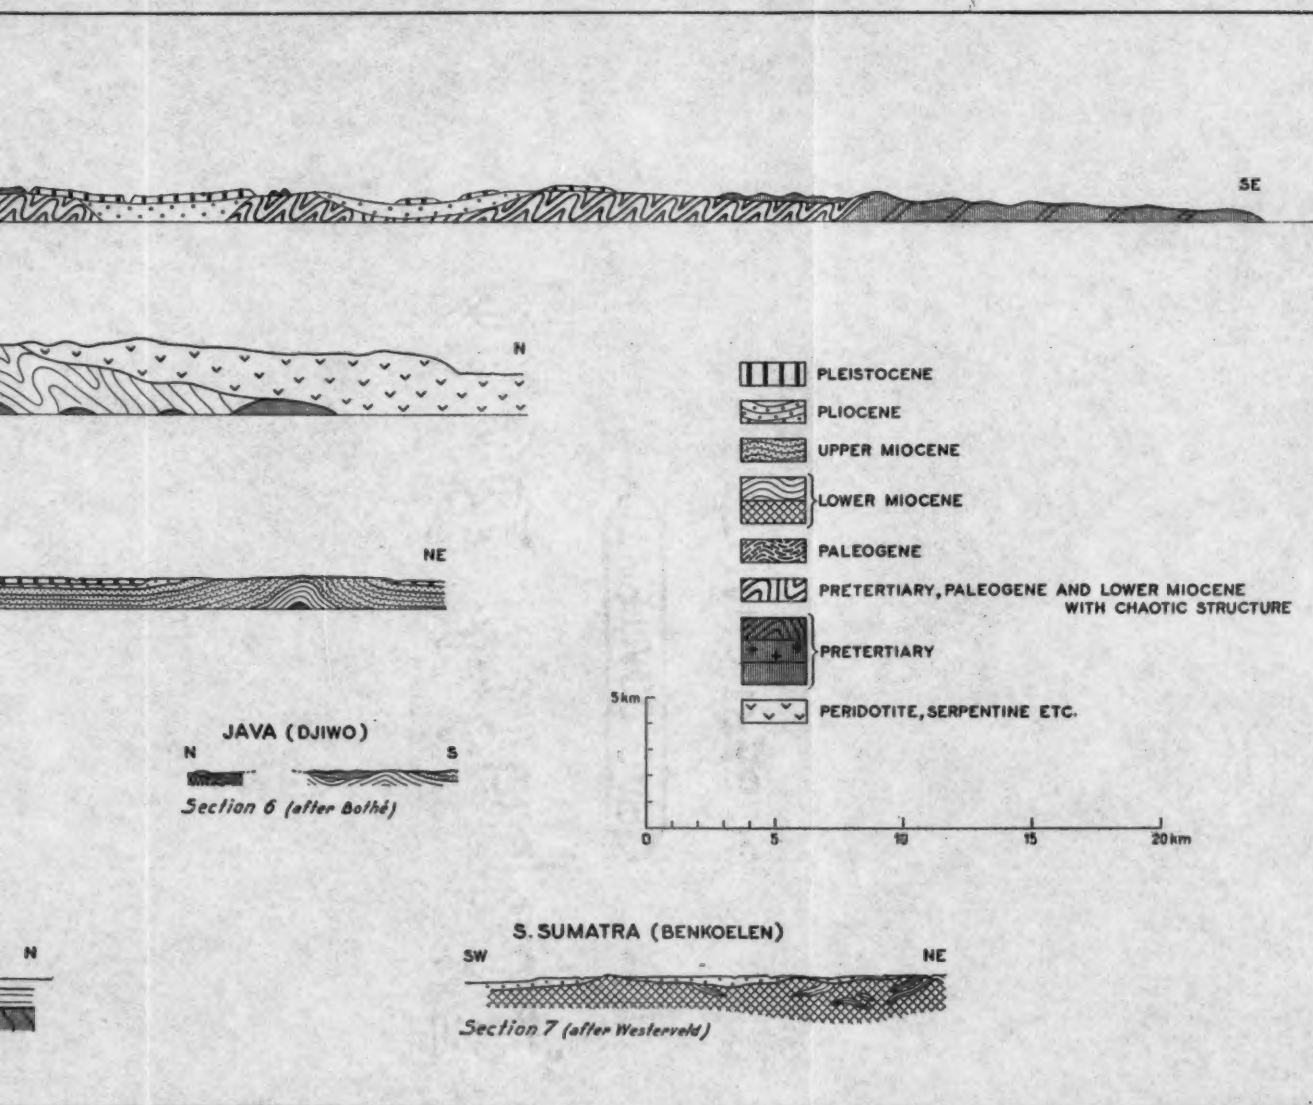 SE
N
PLEISTOCENE
PLIOCENE
UPPER MIOCENE
LOWER MIOCENE
NE
PALEOGENE
PRETERTIARY, PALEOGENE AND LOWER MIOCENE
WITH CHAOTIC STRUCTURE
PRETERTIARY
5km
PERIDOTITE, SERPENTINE ETC.
JAVA (DJIWO)
N S
Section 6 (after Bothé)
0 5 10 15 20km
S. SUMATRA (BENKOELEN)
N
SW NE
Section 7 (after Westerveld)